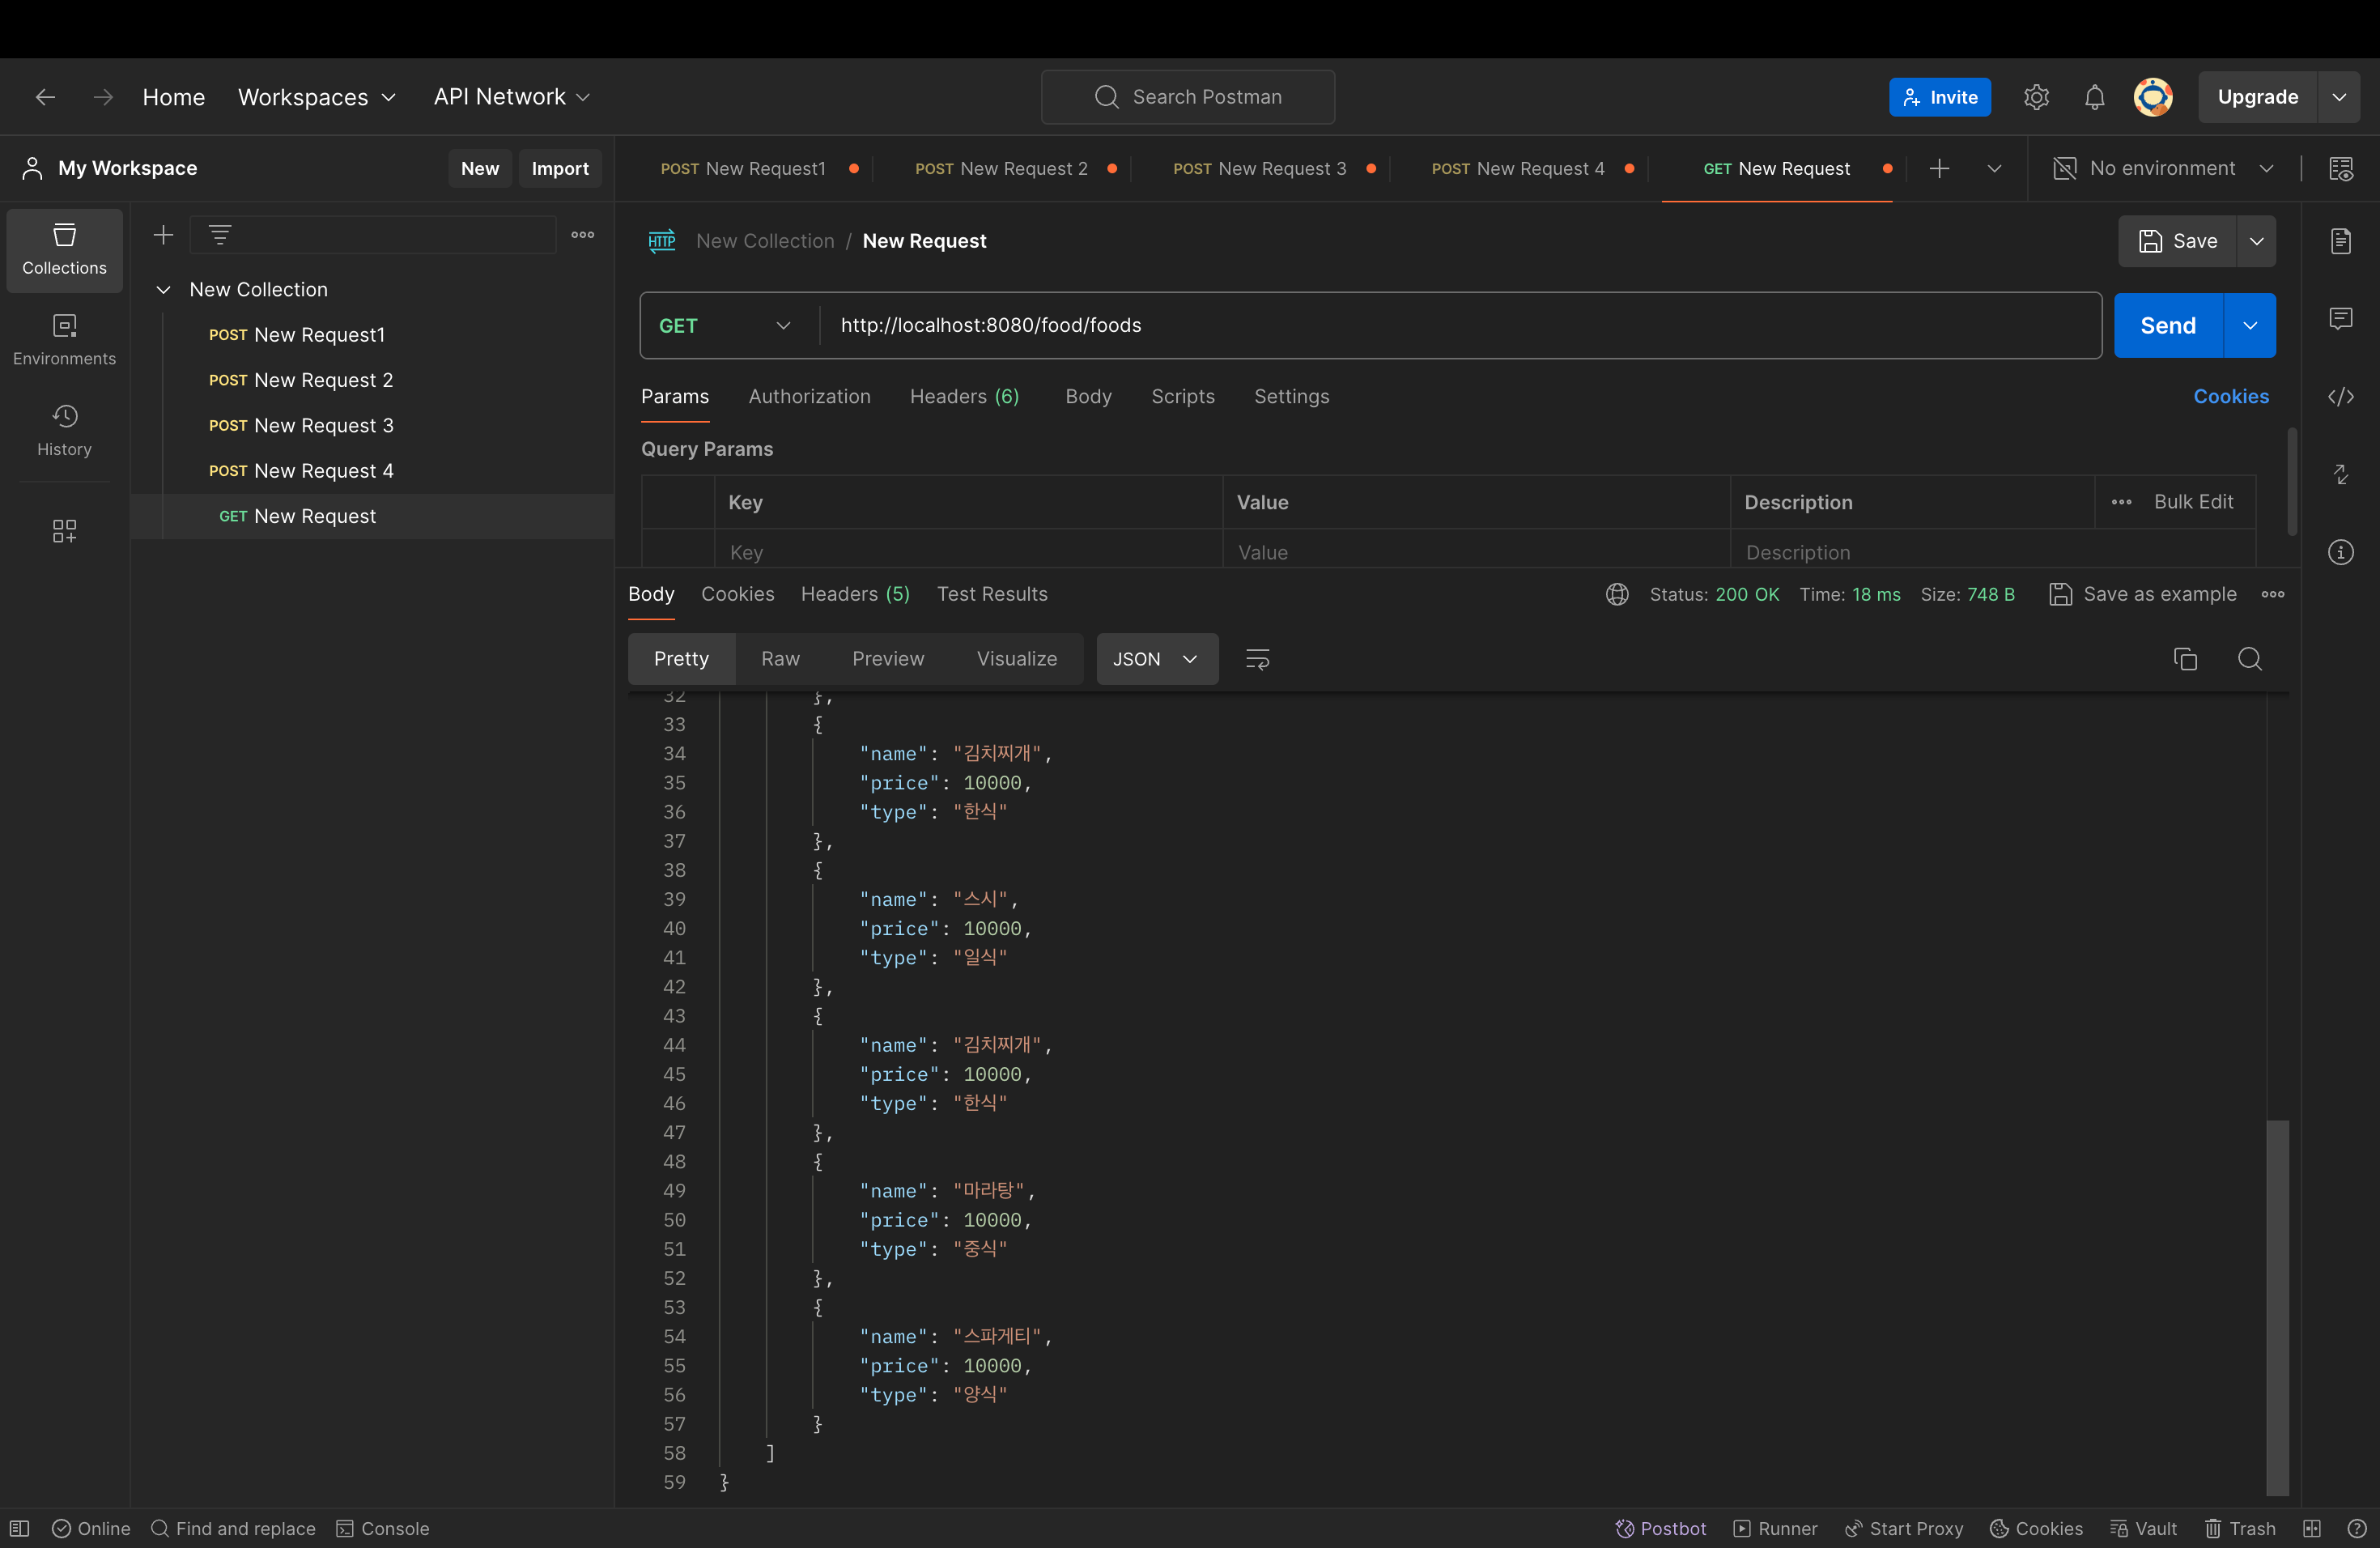 Home Workspaces API Network Search Postman Invite Upgrade
My Workspace New Import
POST New Request1 POST New Request 2 POST New Request 3 POST New Request 4 GET New Request No environment
Collections
Environments
History
New Collection
POST New Request1
POST New Request 2
POST New Request 3
POST New Request 4
GET New Request
HTTP New Collection / New Request Save
GET http://localhost:8080/food/foods Send
Params Authorization Headers (6) Body Scripts Settings Cookies
Query Params
Key Value Description Bulk Edit
Key Value Description
Body Cookies Headers (5) Test Results Status: 200 OK Time: 18 ms Size: 748 B Save as example
Pretty Raw Preview Visualize JSON
32 },
33 {
34 "name": "김치찌개",
35 "price": 10000,
36 "type": "한식"
37 },
38 {
39 "name": "스시",
40 "price": 10000,
41 "type": "일식"
42 },
43 {
44 "name": "김치찌개",
45 "price": 10000,
46 "type": "한식"
47 },
48 {
49 "name": "마라탕",
50 "price": 10000,
51 "type": "중식"
52 },
53 {
54 "name": "스파게티",
55 "price": 10000,
56 "type": "양식"
57 }
58 ]
59 }
Online Find and replace Console Postbot Runner Start Proxy Cookies Vault Trash